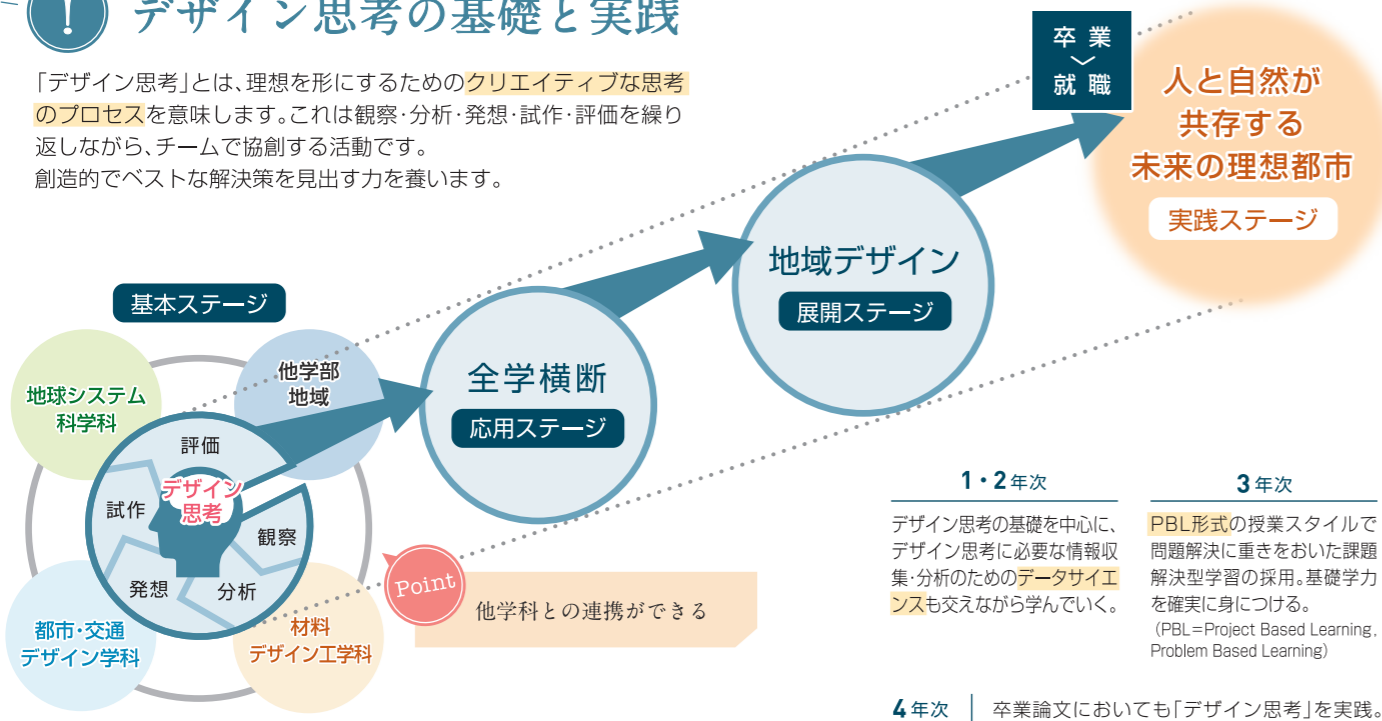 !
デザイン思考の基礎と実践
「デザイン思考」とは、理想を形にするためのクリエイティブな思考
のプロセスを意味します。これは観察・分析・発想・試作・評価を繰り
返しながら、チームで協創する活動です。
創造的でベストな解決策を見出す力を養います。
卒業
就職
人と自然が
共存する
未来の理想都市
実践ステージ
地域デザイン
展開ステージ
全学横断
応用ステージ
基本ステージ
地球システム
科学科
他学部
地域
評価
試作
デザイン
思考
観察
発想
分析
都市・交通
デザイン学科
材料
デザイン工学科
Point
他学科との連携ができる
1・2年次
デザイン思考の基礎を中心に、
デザイン思考に必要な情報収
集・分析のためのデータサイエ
ンスも交えながら学んでいく。
3年次
PBL形式の授業スタイルで
問題解決に重きをおいた課題
解決型学習の採用。基礎学力
を確実に身につける。
(PBL=Project Based Learning,
Problem Based Learning)
4年次
卒業論文においても「デザイン思考」を実践。